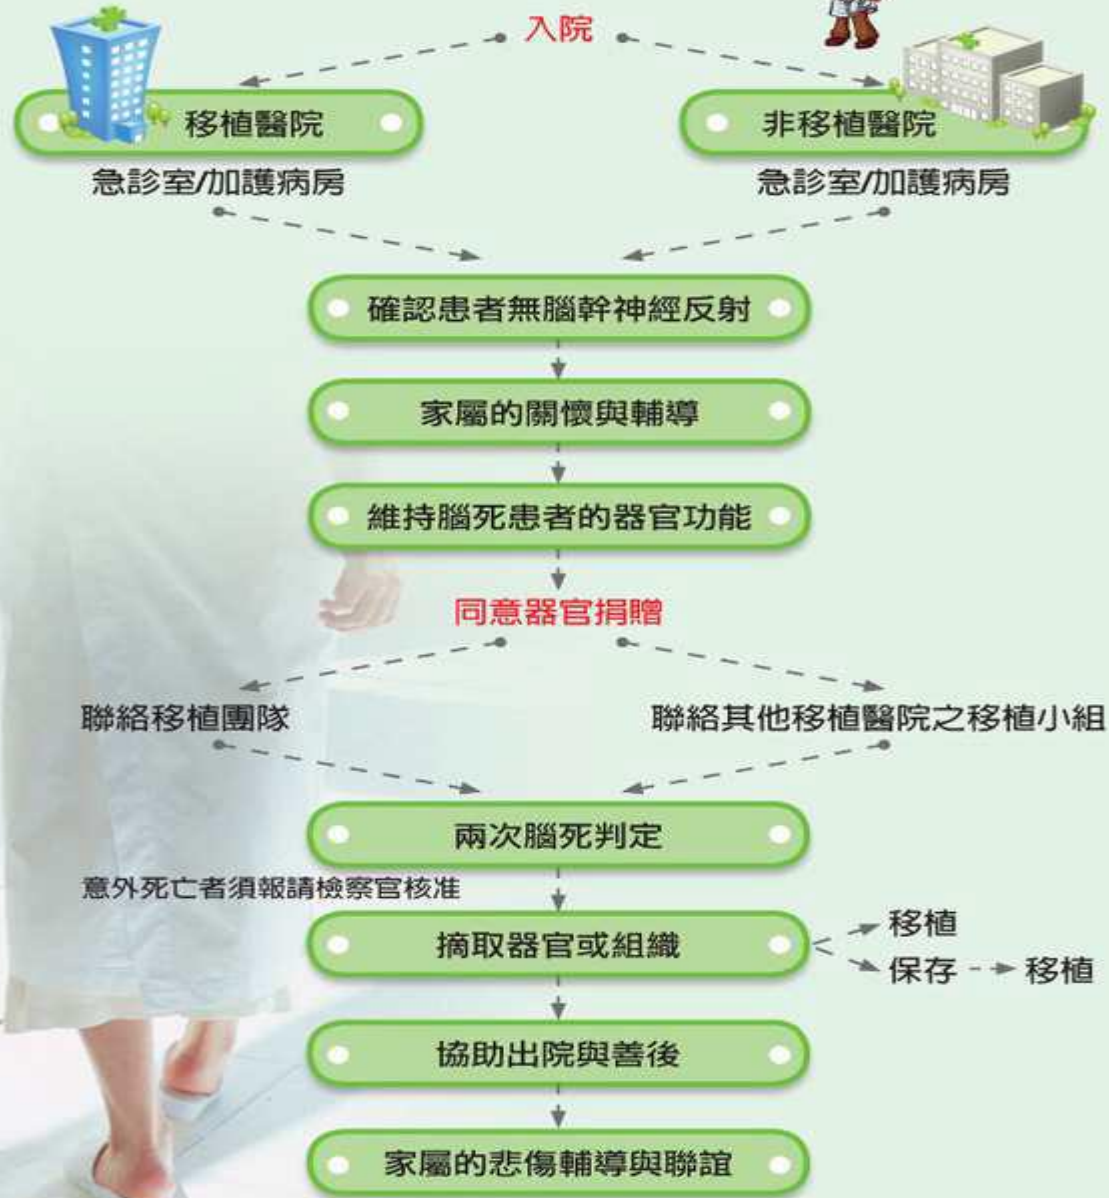 入院
移植醫院
非移植醫院
急診室/加護病房
急診室/加護病房
確認患者無腦幹神經反射
家屬的關懷與輔導
維持腦死患者的器官功能
同意器官捐贈
聯絡移植團隊
聯絡其他移植醫院之移植小組
兩次腦死判定
意外死亡者須報請檢察官核准
摘取器官或組織
移植
保存
移植
協助出院與善後
家屬的悲傷輔導與聯誼